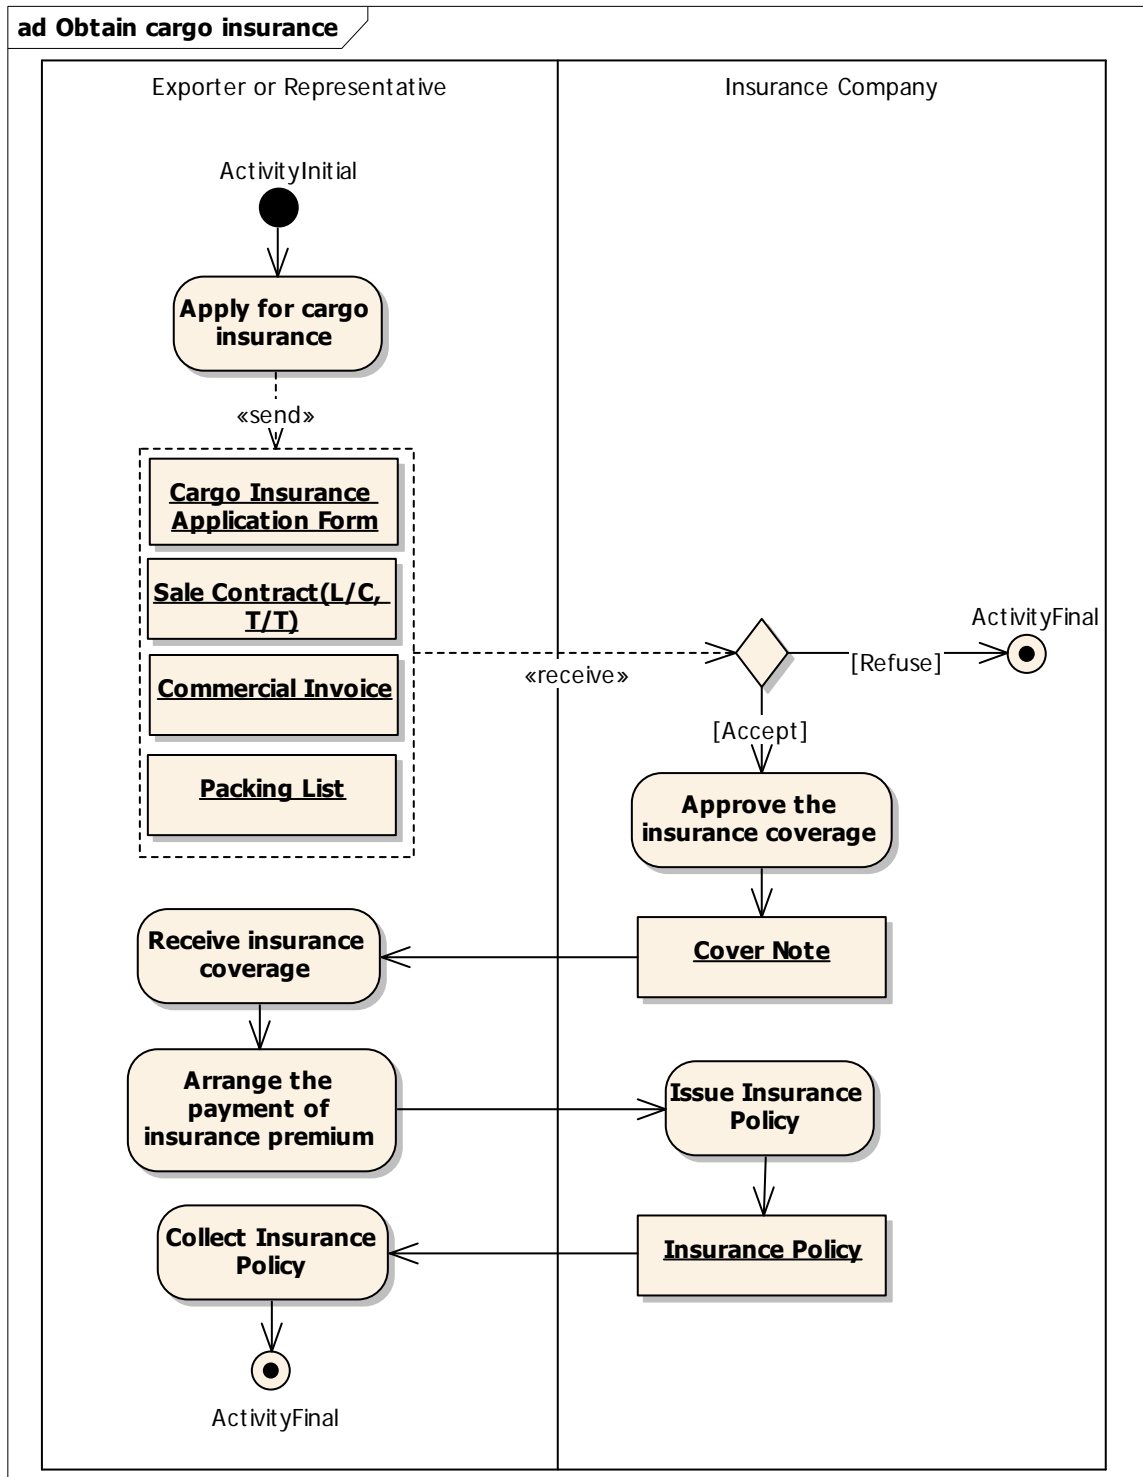 ad Obtain cargo insurance
Exporter or Representative
Insurance Company
ActivityInitial
Apply for cargo
insurance
«send»
Cargo Insurance
Application Form
Sale Contract(L/C,
T/T)
Commercial Invoice
Packing List
«receive»
[Refuse]
ActivityFinal
[Accept]
Approve the
insurance coverage
Cover Note
Receive insurance
coverage
Arrange the
payment of
insurance premium
Issue Insurance
Policy
Insurance Policy
Collect Insurance
Policy
ActivityFinal